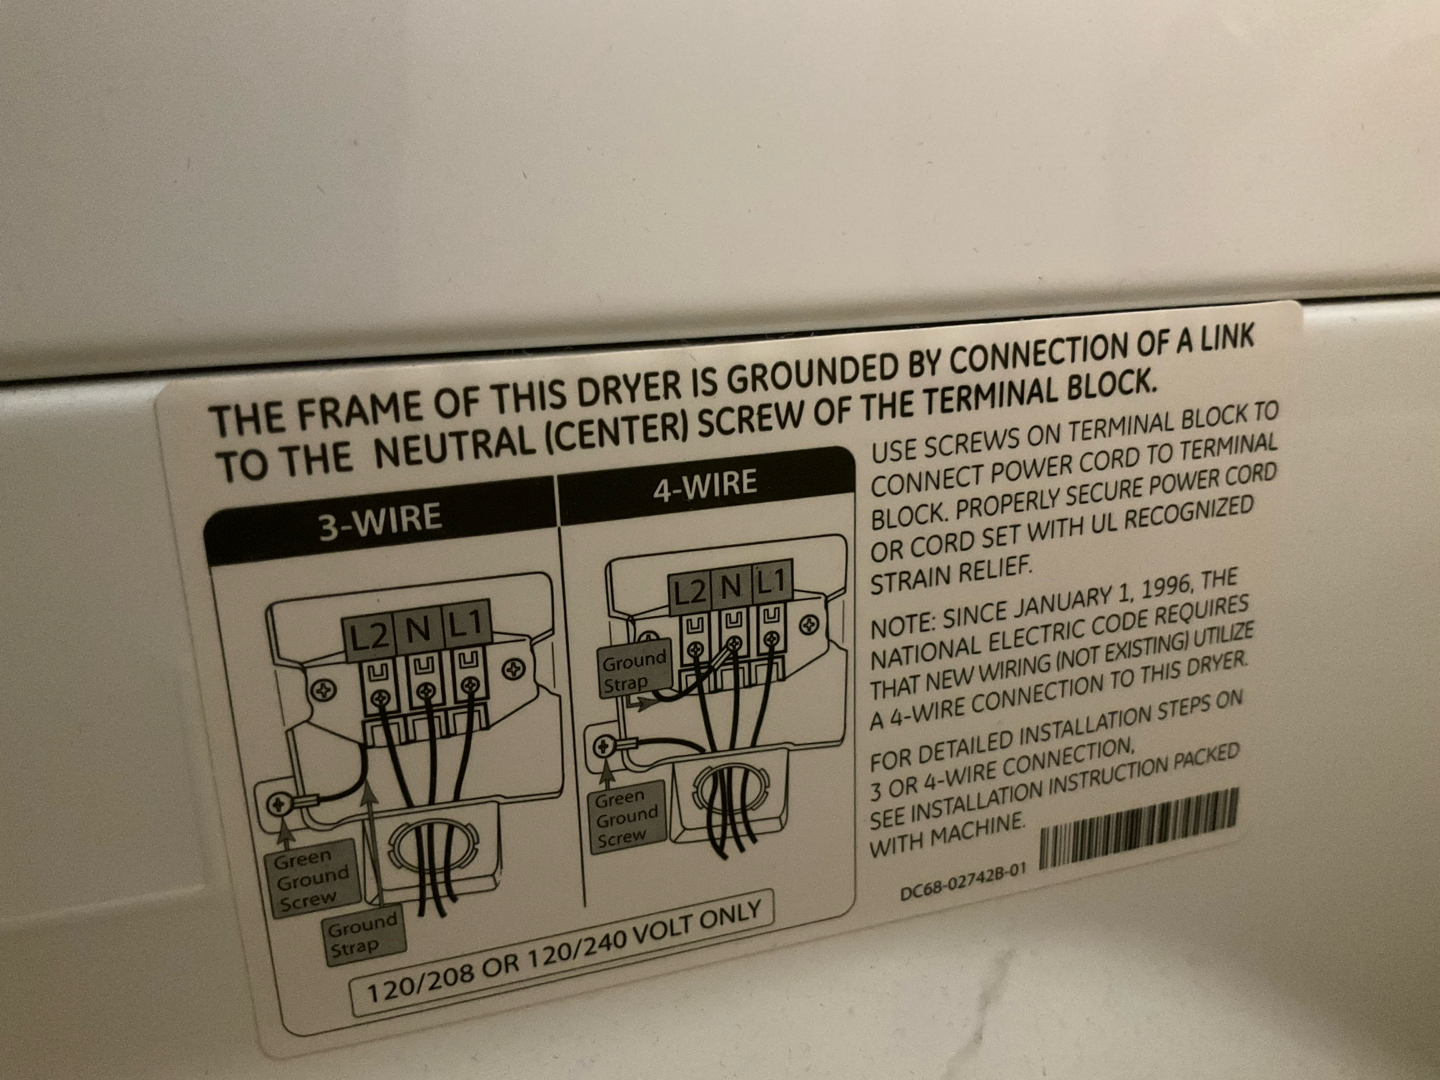 THE FRAME OF THIS DRYER IS GROUNDED BY CONNECTION OF A LINK
TO THE NEUTRAL (CENTER) SCREW OF THE TERMINAL BLOCK.
3-WIRE
L2 N L1
Green
Ground
Screw
Ground
Strap
4-WIRE
L2 N L1
Ground
Strap
Green
Ground
Screw
120/208 OR 120/240 VOLT ONLY
USE SCREWS ON TERMINAL BLOCK TO
CONNECT POWER CORD TO TERMINAL
BLOCK. PROPERLY SECURE POWER CORD
OR CORD SET WITH UL RECOGNIZED
STRAIN RELIEF.
NOTE: SINCE JANUARY 1, 1996, THE
NATIONAL ELECTRIC CODE REQUIRES
THAT NEW WIRING (NOT EXISTING) UTILIZE
A 4-WIRE CONNECTION TO THIS DRYER.
FOR DETAILED INSTALLATION STEPS ON
3 OR 4-WIRE CONNECTION,
SEE INSTALLATION INSTRUCTION PACKED
WITH MACHINE.
DC68-02742B-01